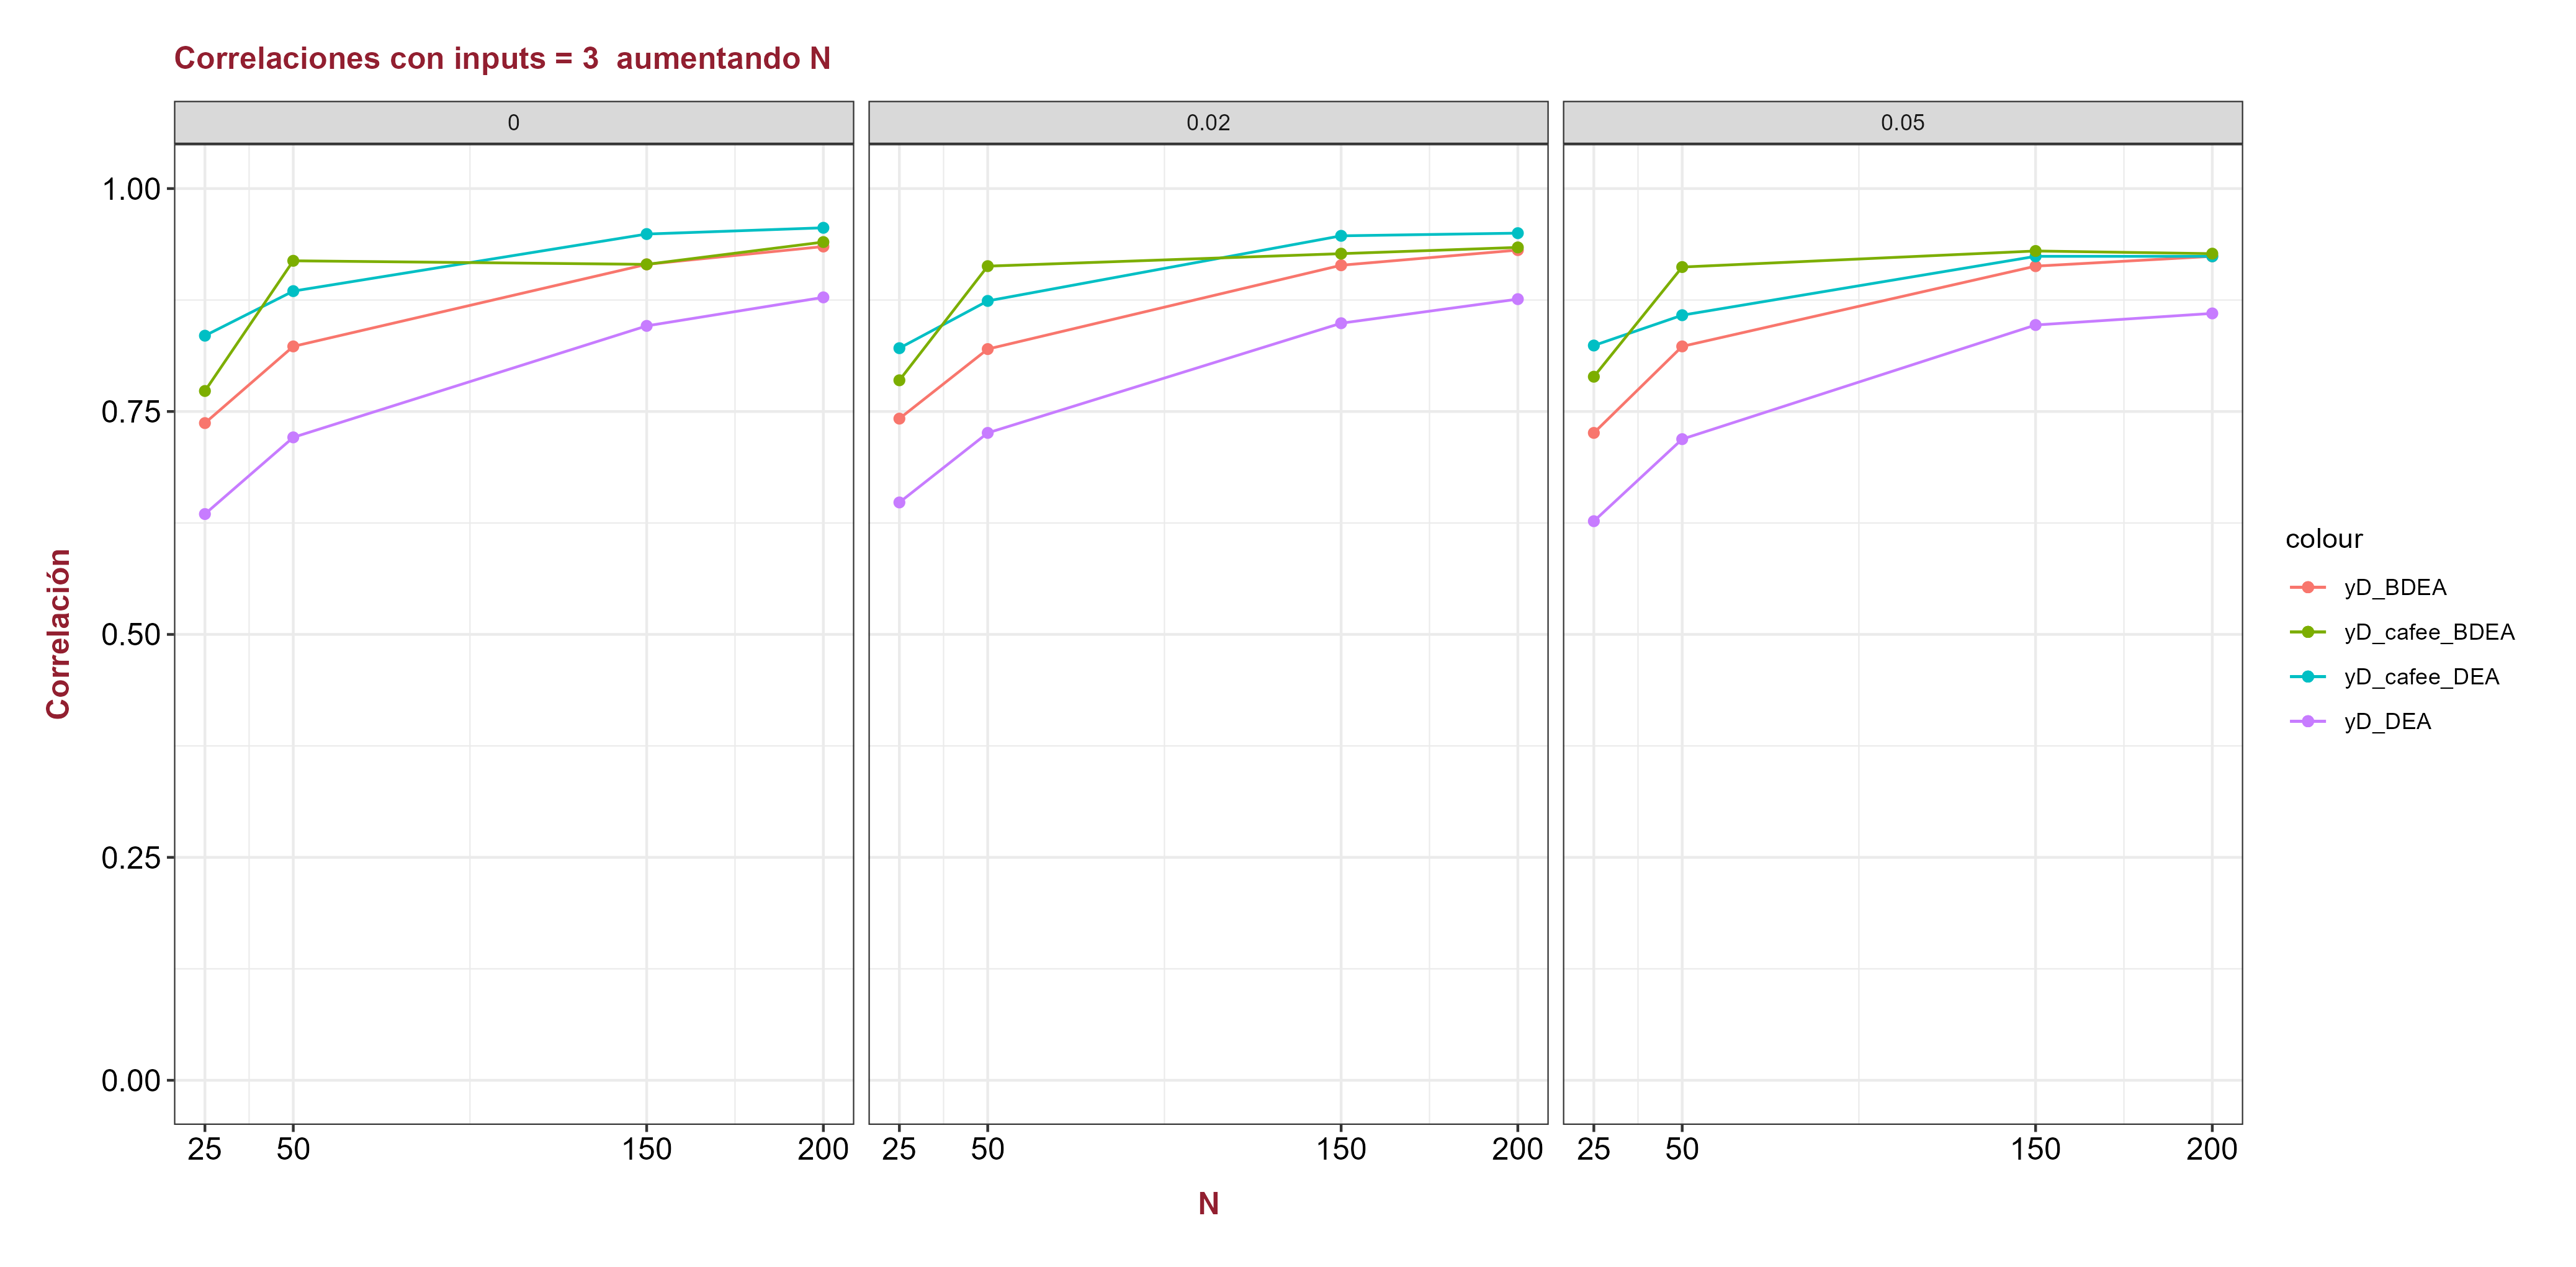 Correlaciones con inputs = 3  aumentando N
0
0.02
0.05
1.00
0.75
0.50
0.25
0.00
Correlación
25 50 150 200
25 50 150 200
25 50 150 200
N
colour
yD_BDEA
yD_cafee_BDEA
yD_cafee_DEA
yD_DEA